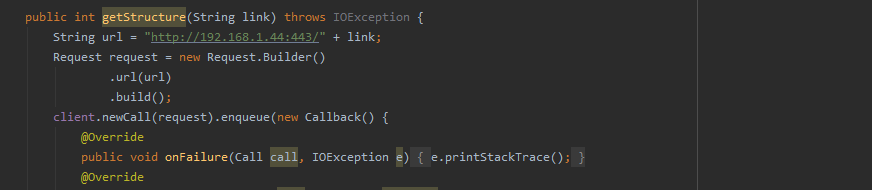 public int getStructure(String link) throws IOException {
String url = "http://192.168.1.44:443/" + link;
Request request = new Request.Builder()
.url(url)
.build();
client.newCall(request).enqueue(new Callback() {
@Override
public void onFailure(Call call, IOException e) { e.printStackTrace(); }
@Override